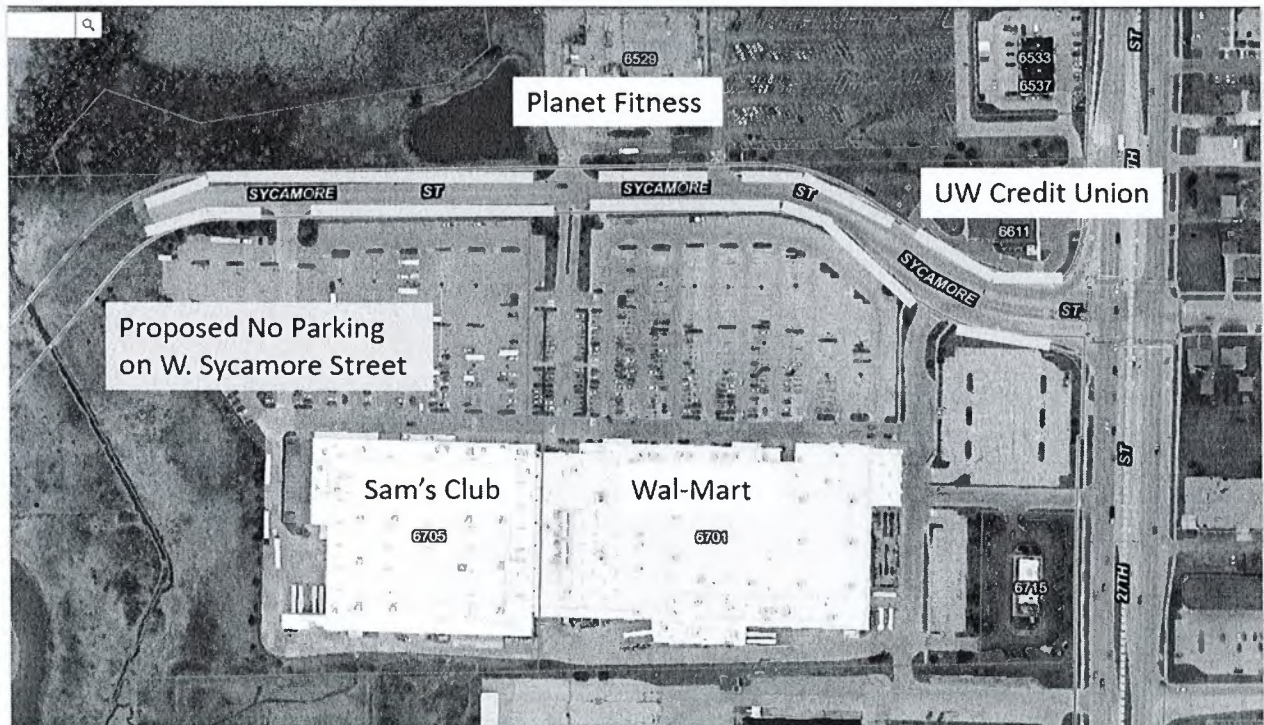 6529
6533
6537
ST
Planet Fitness
TH
SYCAMORE
ST
SYCAMORE
ST
UW Credit Union
6611
SYCAMORE
ST
Proposed No Parking
on W. Sycamore Street
ST
Sam's Club
Wal-Mart
6705
6701
27TH
6715